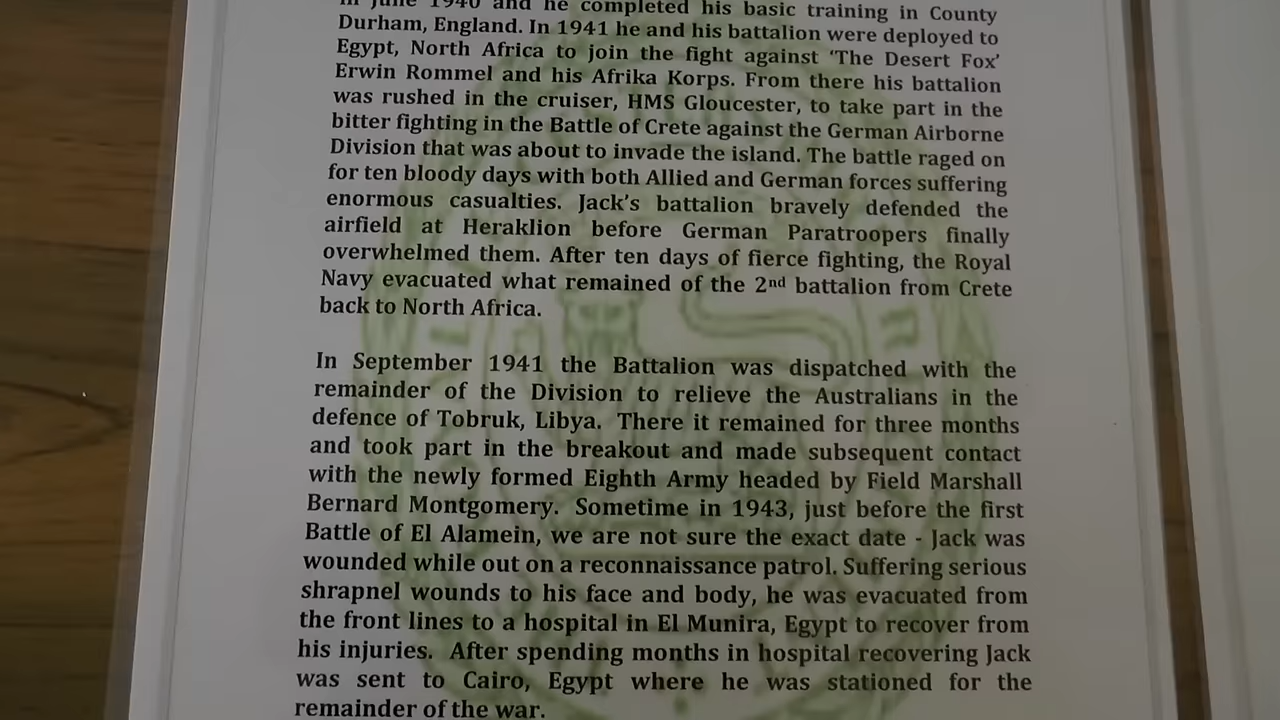 in June 1940 and he completed his basic training in County
Durham, England. In 1941 he and his battalion were deployed to
Egypt, North Africa to join the fight against 'The Desert Fox'
Erwin Rommel and his Afrika Korps. From there his battalion
was rushed in the cruiser, HMS Gloucester, to take part in the
bitter fighting in the Battle of Crete against the German Airborne
Division that was about to invade the island. The battle raged on
for ten bloody days with both Allied and German forces suffering
enormous casualties. Jack's battalion bravely defended the
airfield at Heraklion before German Paratroopers finally
overwhelmed them. After ten days of fierce fighting, the Royal
Navy evacuated what remained of the 2nd battalion from Crete
back to North Africa.
In September 1941 the Battalion was dispatched with the
remainder of the Division to relieve the Australians in the
defence of Tobruk, Libya. There it remained for three months
and took part in the breakout and made subsequent contact
with the newly formed Eighth Army headed by Field Marshall
Bernard Montgomery. Sometime in 1943, just before the first
Battle of El Alamein, we are not sure the exact date - Jack was
wounded while out on a reconnaissance patrol. Suffering serious
shrapnel wounds to his face and body, he was evacuated from
the front lines to a hospital in El Munira, Egypt to recover from
his injuries. After spending months in hospital recovering Jack
was sent to Cairo, Egypt where he was stationed for the
remainder of the war.